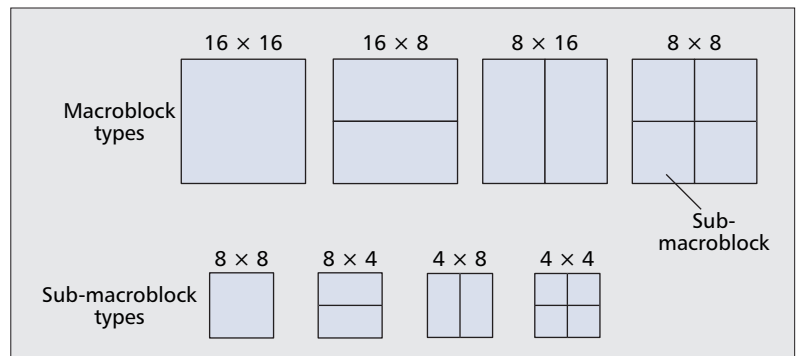 16 × 16
16 × 8
8 × 16
8 × 8
Macroblock
types
Sub-
macroblock
8 × 8
8 × 4
4 × 8
4 × 4
Sub-macroblock
types